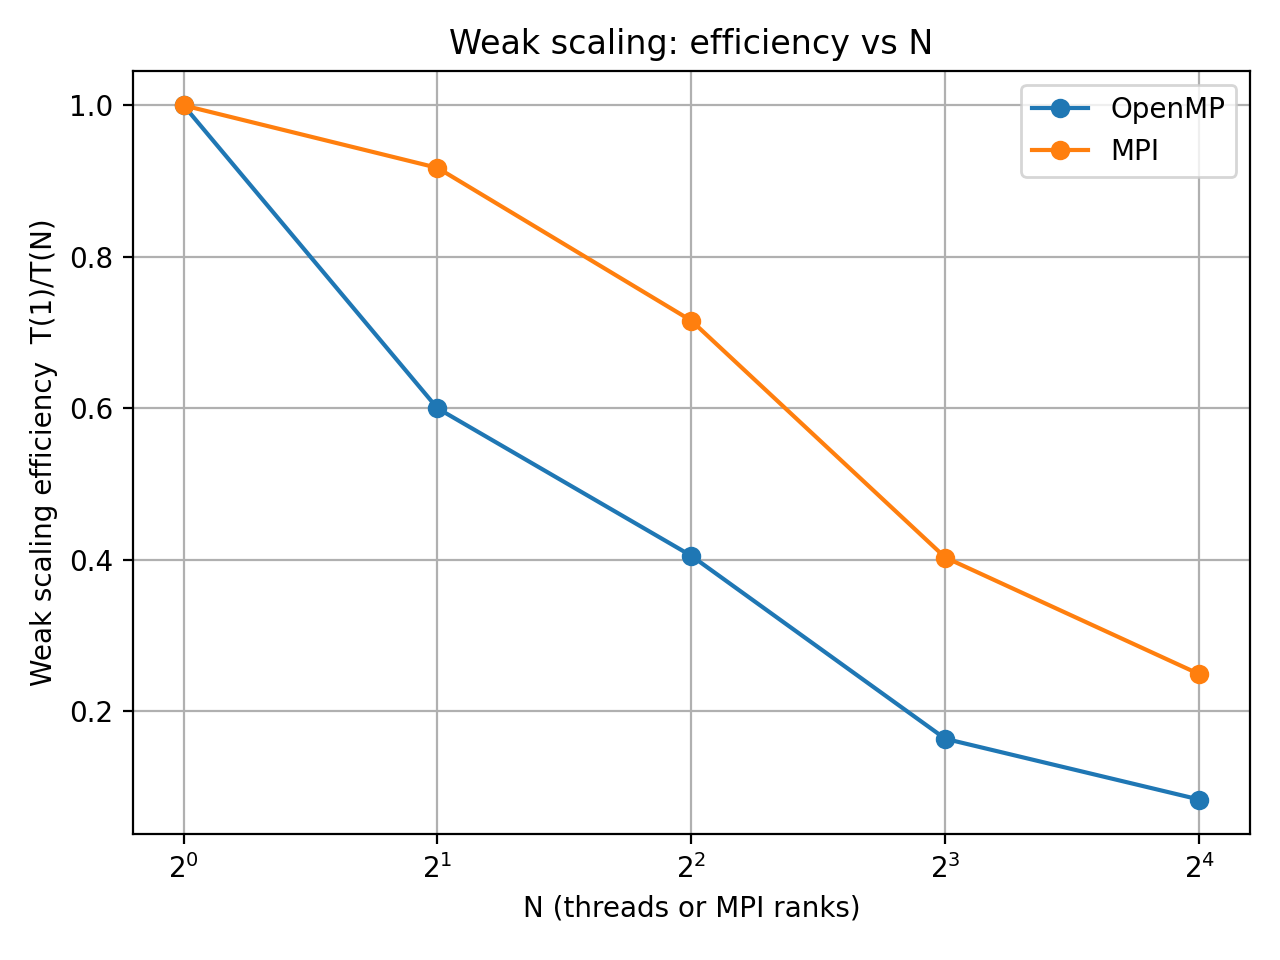 Weak scaling: efficiency vs N
OpenMP
MPI
Weak scaling efficiency  T(1)/T(N)
1.0
0.8
0.6
0.4
0.2
2⁰
2¹
2²
2³
2⁴
N (threads or MPI ranks)